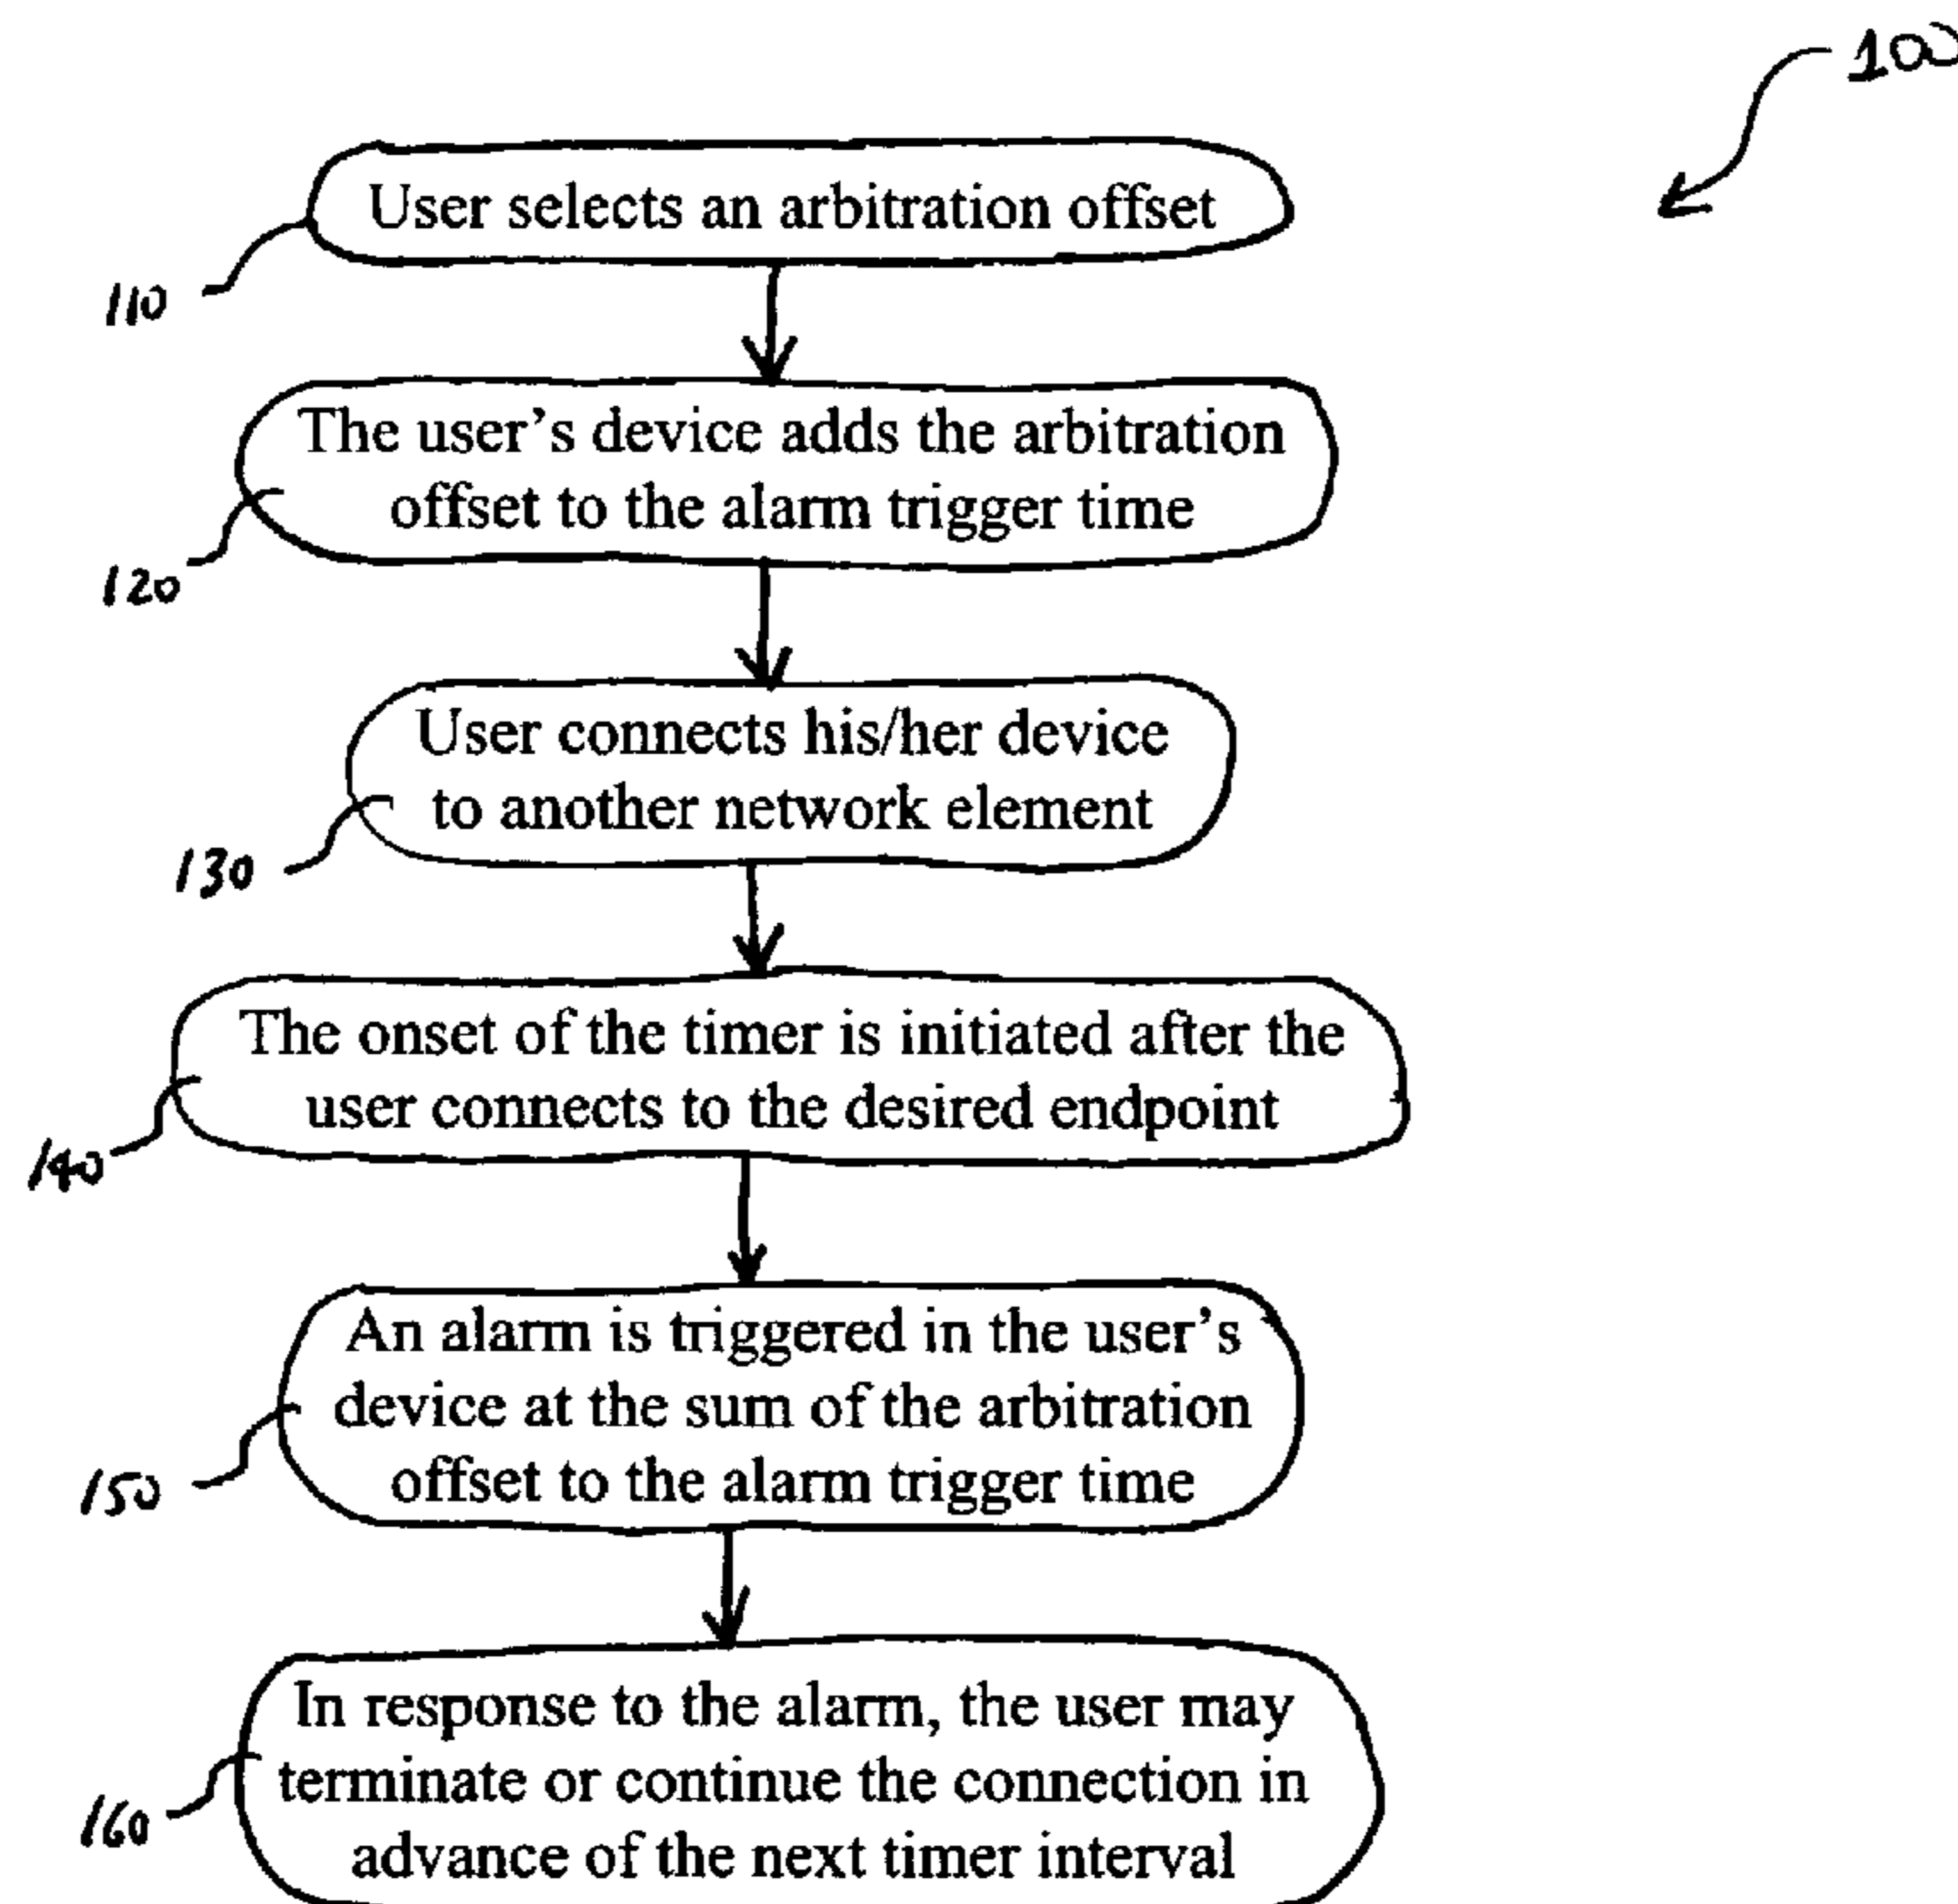 100
User selects an arbitration offset
110
The user's device adds the arbitration
offset to the alarm trigger time
120
User connects his/her device
to another network element
130
The onset of the timer is initiated after the
user connects to the desired endpoint
140
An alarm is triggered in the user's
device at the sum of the arbitration
offset to the alarm trigger time
150
In response to the alarm, the user may
terminate or continue the connection in
advance of the next timer interval
160